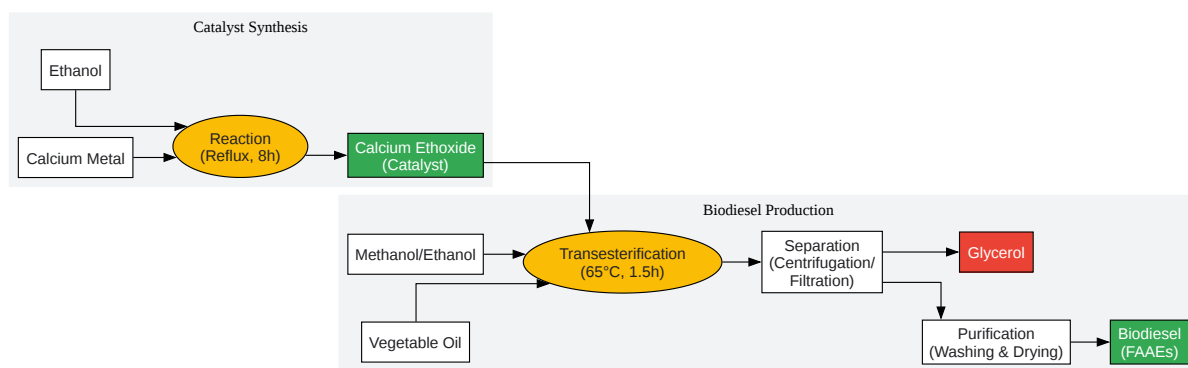 Catalyst Synthesis
Ethanol
Calcium Metal
Reaction
(Reflux, 8h)
Calcium Ethoxide
(Catalyst)
Biodiesel Production
Methanol/Ethanol
Vegetable Oil
Transesterification
(65°C, 1.5h)
Separation
(Centrifugation/
Filtration)
Glycerol
Purification
(Washing & Drying)
Biodiesel
(FAAEs)